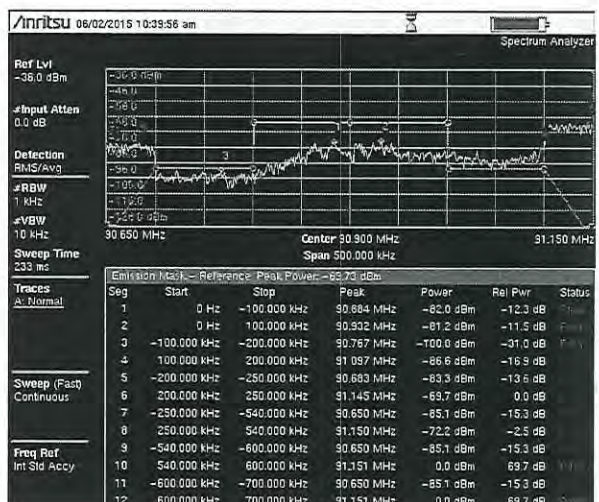 Anritsu 06/02/2015 10:39:56 am
Spectrum Analyzer
Ref Lvl
-36.0 dBm
#Input Atten
0.0 dB
Detection
RMS/Avg
#RBW
1 kHz
#VBW
10 kHz
Sweep Time
233 ms
Traces
A: Normal
Sweep (Fast)
Continuous
Freq Ref
Int Std Accy
-96.0
3
90.650 MHz
Center 90.900 MHz
91.150 MHz
Span 500.000 kHz
Emission Mask - Reference: Peak Power: -69.73 dBm
Seg Start Stop Peak Power Rel Pwr Status
1 0 Hz -100.000 kHz 90.684 MHz -82.0 dBm -12.3 dB
2 0 Hz 100.000 kHz 90.932 MHz -81.2 dBm -11.5 dB
3 -100.000 kHz -200.000 kHz 90.767 MHz -100.8 dBm -31.0 dB
4 100.000 kHz 200.000 kHz 91.097 MHz -86.6 dBm -16.9 dB
5 -200.000 kHz -250.000 kHz 90.683 MHz -83.3 dBm -13.6 dB
6 200.000 kHz 250.000 kHz 91.145 MHz -69.7 dBm 0.0 dB
7 -250.000 kHz -540.000 kHz 90.650 MHz -85.1 dBm -15.3 dB
8 250.000 kHz 540.000 kHz 91.150 MHz -72.2 dBm -2.5 dB
9 -540.000 kHz -600.000 kHz 90.650 MHz -85.1 dBm -15.3 dB
10 540.000 kHz 600.000 kHz 91.151 MHz 0.0 dBm 69.7 dB
11 -600.000 kHz -700.000 kHz 90.650 MHz -85.1 dBm -15.3 dB
12 600.000 kHz 700.000 kHz 91.151 MHz 0.0 dBm 69.7 dB